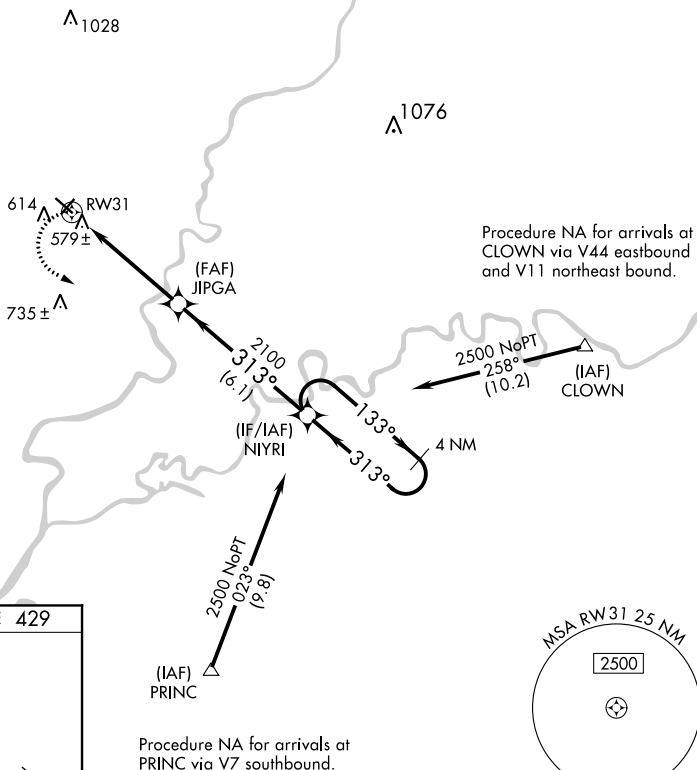 1028
1076
614
RW31
579±
735±
Procedure NA for arrivals at
CLOWN via V44 eastbound
and V11 northeast bound.
(FAF)
JIPGA
2100
313°
(6.1)
2500 NoPT
258°
(10.2)
(IAF)
CLOWN
(IF/IAF)
NIYRI
133°
313°
4 NM
2500 NoPT
023°
(9.8)
(IAF)
PRINC
429
MSA RW31 25 NM
2500
Procedure NA for arrivals at
PRINC via V7 southbound.